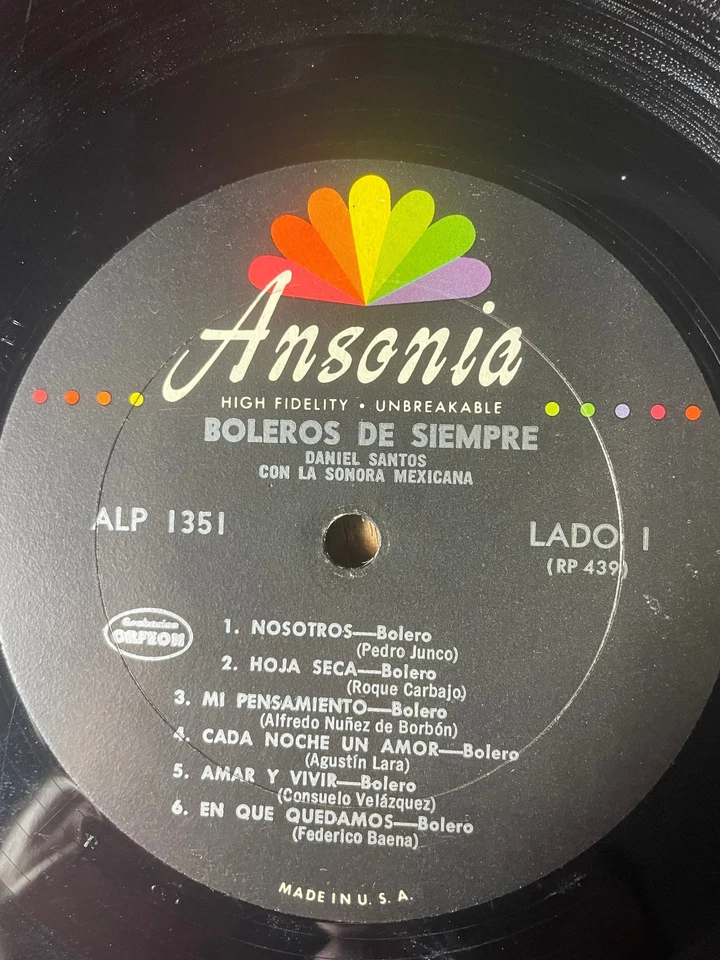 Ansonia
HIGH FIDELITY • UNBREAKABLE
BOLEROS DE SIEMPRE
DANIEL SANTOS
CON LA SONORA MEXICANA
ALP 1351
LADO 1
(RP 439)
ORFEON
1. NOSOTROS—Bolero
(Pedro Junco)
2. HOJA SECA—Bolero
(Roque Carbajo)
3. MI PENSAMIENTO—Bolero
(Alfredo Nuñez de Borbón)
4. CADA NOCHE UN AMOR—Bolero
(Agustín Lara)
5. AMAR Y VIVIR—Bolero
(Consuelo Velázquez)
6. EN QUE QUEDAMOS—Bolero
(Federico Baena)
MADE IN U. S. A.